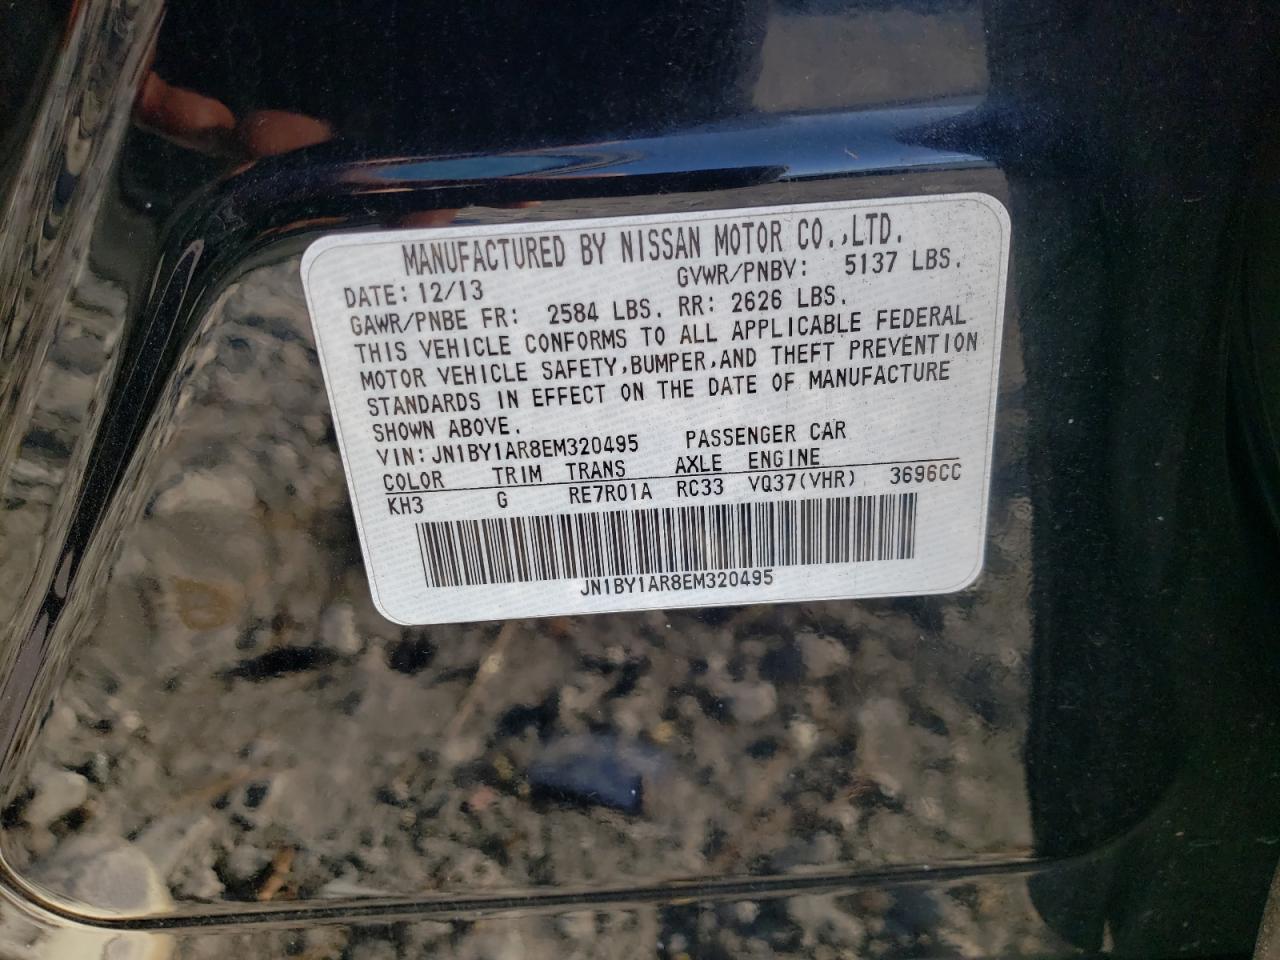 MANUFACTURED BY NISSAN MOTOR CO.,LTD.
DATE: 12/13 GVWR/PNBV: 5137 LBS.
GAWR/PNBE FR: 2584 LBS. RR: 2626 LBS.
THIS VEHICLE CONFORMS TO ALL APPLICABLE FEDERAL
MOTOR VEHICLE SAFETY,BUMPER,AND THEFT PREVENTION
STANDARDS IN EFFECT ON THE DATE OF MANUFACTURE
SHOWN ABOVE.
VIN: JN1BY1AR8EM320495 PASSENGER CAR
COLOR TRIM TRANS AXLE ENGINE
KH3 G RE7R01A RC33 VQ37(VHR) 3696CC
JN1BY1AR8EM320495